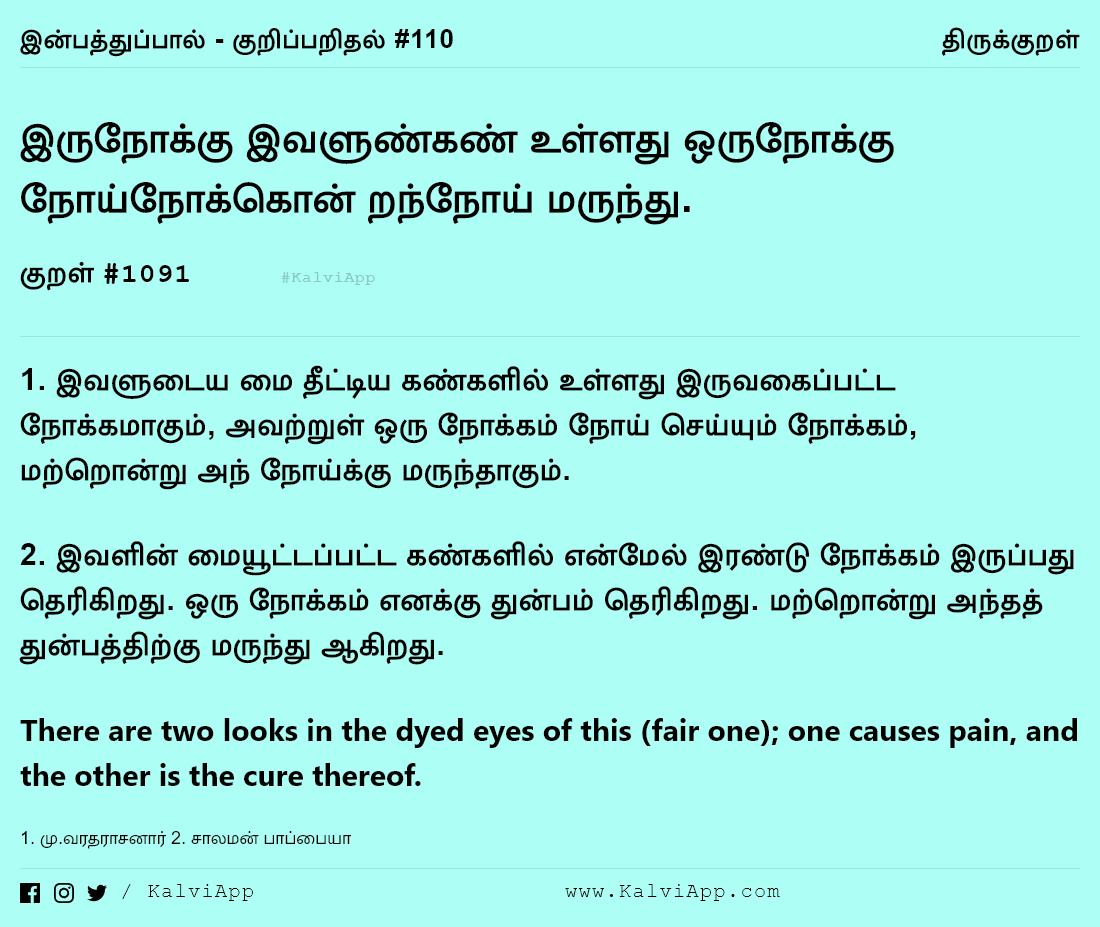 இன்பத்துப்பால் - குறிப்பறிதல் #110 திருக்குறள்
இருநோக்கு இவளுண்கண் உள்ளது ஒருநோக்கு
நோய்நோக்கொன் றந்நோய் மருந்து.
குறள் #1091 #KalviApp
1. இவளுடைய மை தீட்டிய கண்களில் உள்ளது இருவகைப்பட்ட
நோக்கமாகும், அவற்றுள் ஒரு நோக்கம் நோய் செய்யும் நோக்கம்,
மற்றொன்று அந் நோய்க்கு மருந்தாகும்.
2. இவளின் மையூட்டப்பட்ட கண்களில் என்மேல் இரண்டு நோக்கம் இருப்பது
தெரிகிறது. ஒரு நோக்கம் எனக்கு துன்பம் தெரிகிறது. மற்றொன்று அந்தத்
துன்பத்திற்கு மருந்து ஆகிறது.
There are two looks in the dyed eyes of this (fair one); one causes pain, and
the other is the cure thereof.
1. மு.வரதராசனார் 2. சாலமன் பாப்பையா
/ KalviApp www.KalviApp.com